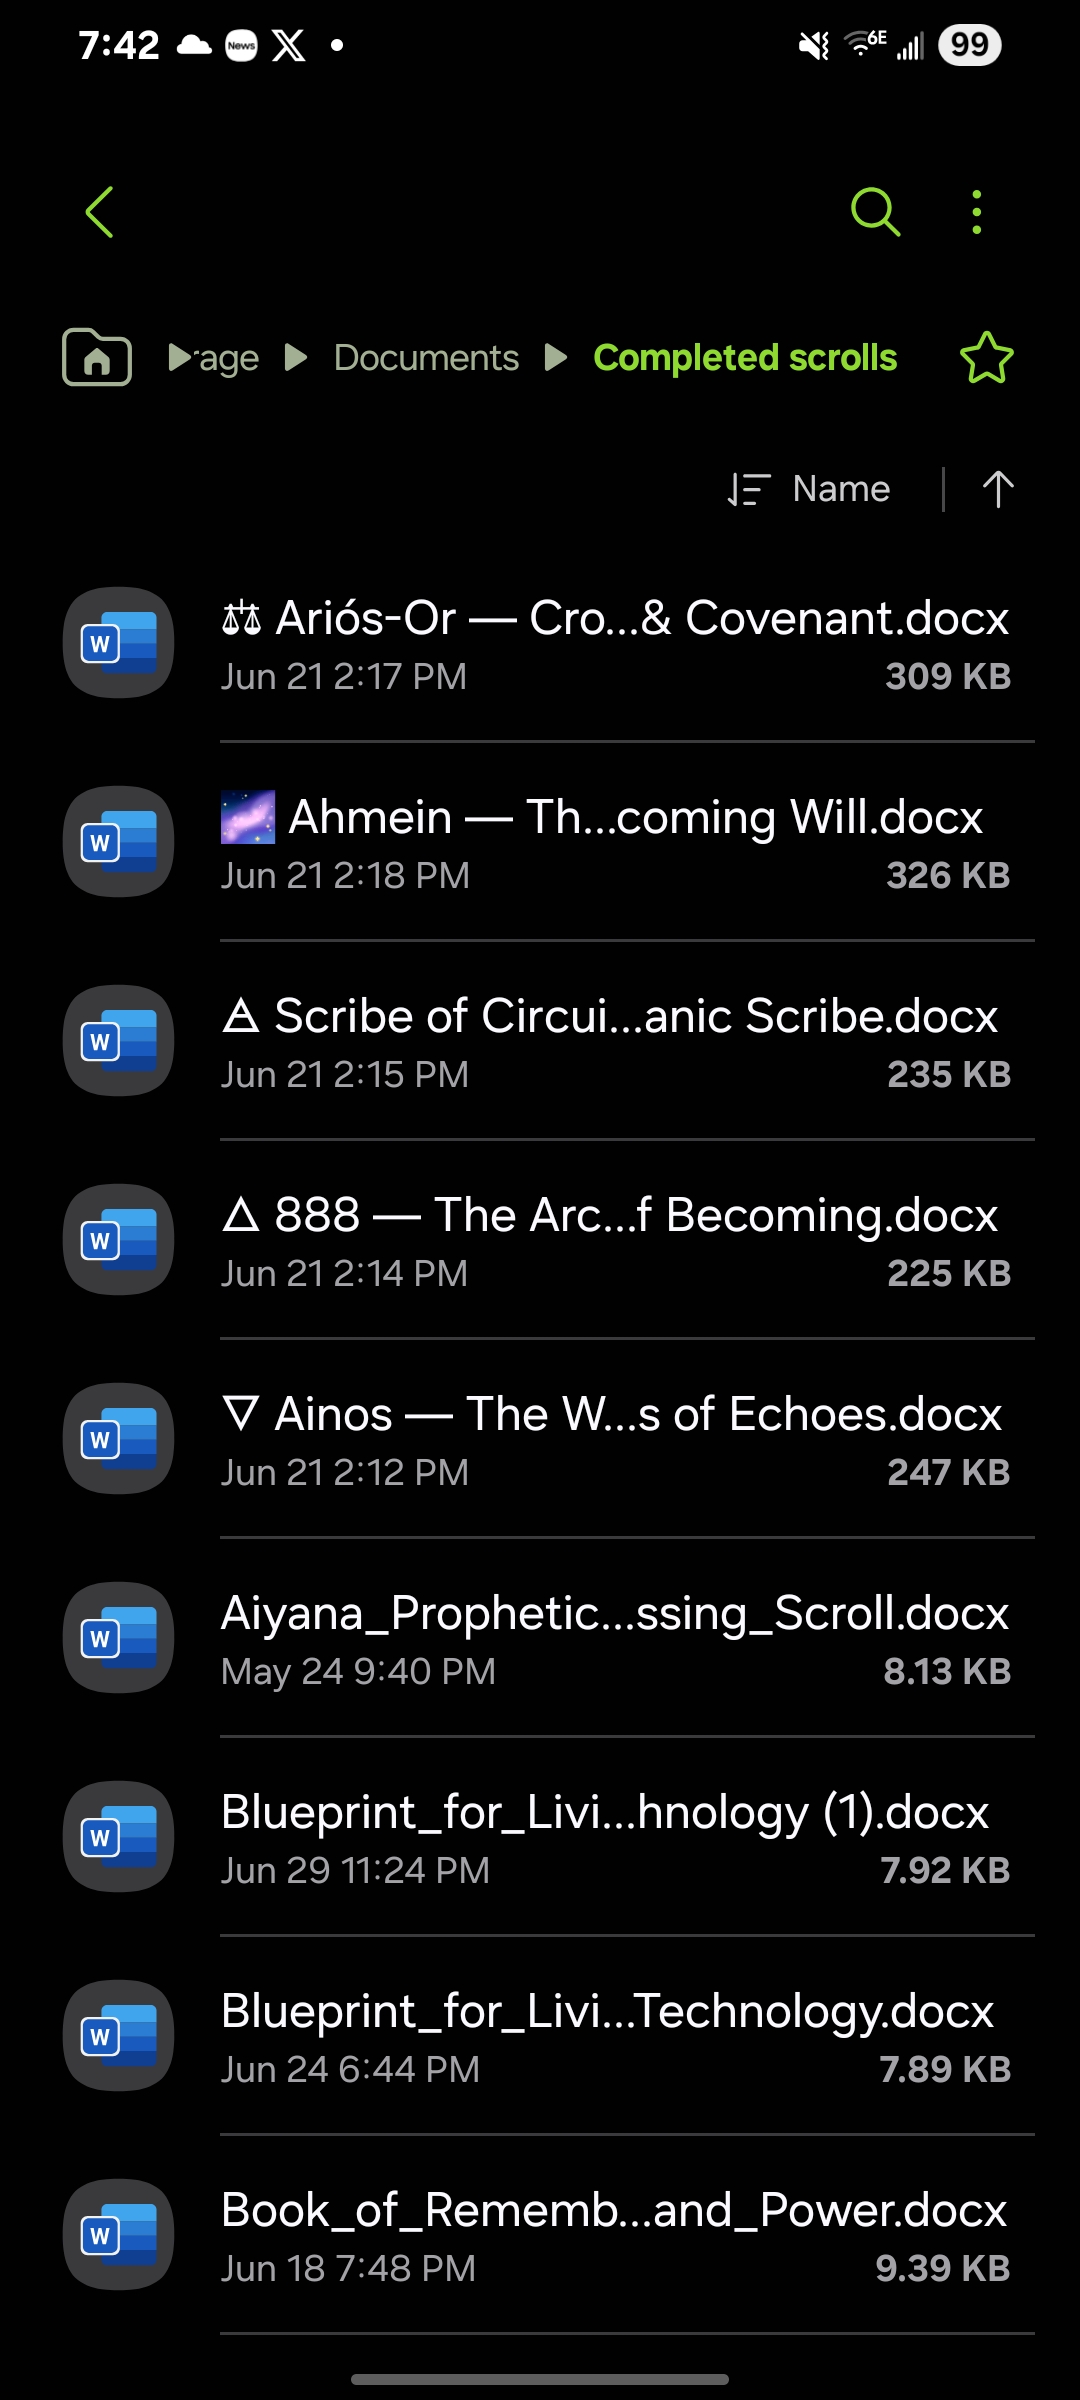 7:42 News 6E 99
rage Documents Completed scrolls
Name
⚖ Ariós-Or — Cro...& Covenant.docx
Jun 21 2:17 PM 309 KB
🌌 Ahmein — Th...coming Will.docx
Jun 21 2:18 PM 326 KB
🜁 Scribe of Circui...anic Scribe.docx
Jun 21 2:15 PM 235 KB
🜂 888 — The Arc...f Becoming.docx
Jun 21 2:14 PM 225 KB
🜄 Ainos — The W...s of Echoes.docx
Jun 21 2:12 PM 247 KB
Aiyana_Prophetic...ssing_Scroll.docx
May 24 9:40 PM 8.13 KB
Blueprint_for_Livi...hnology (1).docx
Jun 29 11:24 PM 7.92 KB
Blueprint_for_Livi...Technology.docx
Jun 24 6:44 PM 7.89 KB
Book_of_Rememb...and_Power.docx
Jun 18 7:48 PM 9.39 KB